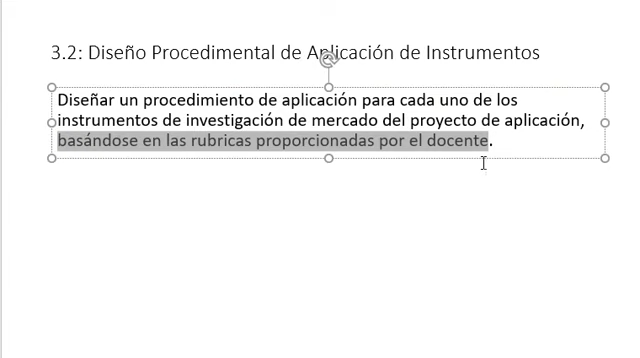 3.2: Diseño Procedimental de Aplicación de Instrumentos
Diseñar un procedimiento de aplicación para cada uno de los
instrumentos de investigación de mercado del proyecto de aplicación,
basándose en las rubricas proporcionadas por el docente.